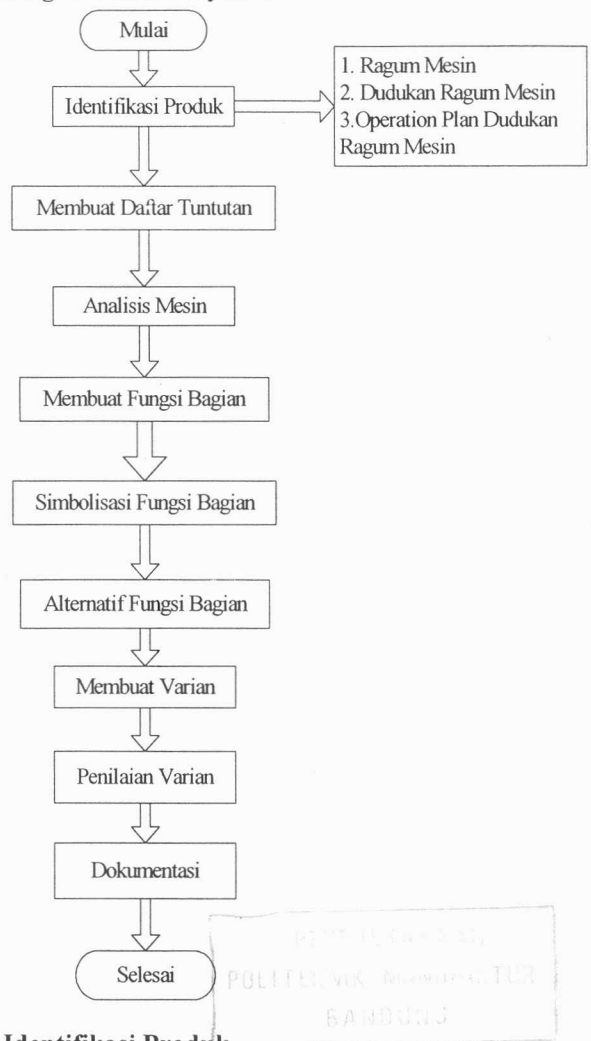 Mulai
Identifikasi Produk
1. Ragum Mesin
2. Dudukan Ragum Mesin
3.Operation Plan Dudukan
Ragum Mesin
Membuat Daftar Tuntutan
Analisis Mesin
Membuat Fungsi Bagian
Simbolisasi Fungsi Bagian
Alternatif Fungsi Bagian
Membuat Varian
Penilaian Varian
Dokumentasi
Selesai
BANDUNG
Identifikasi Produk